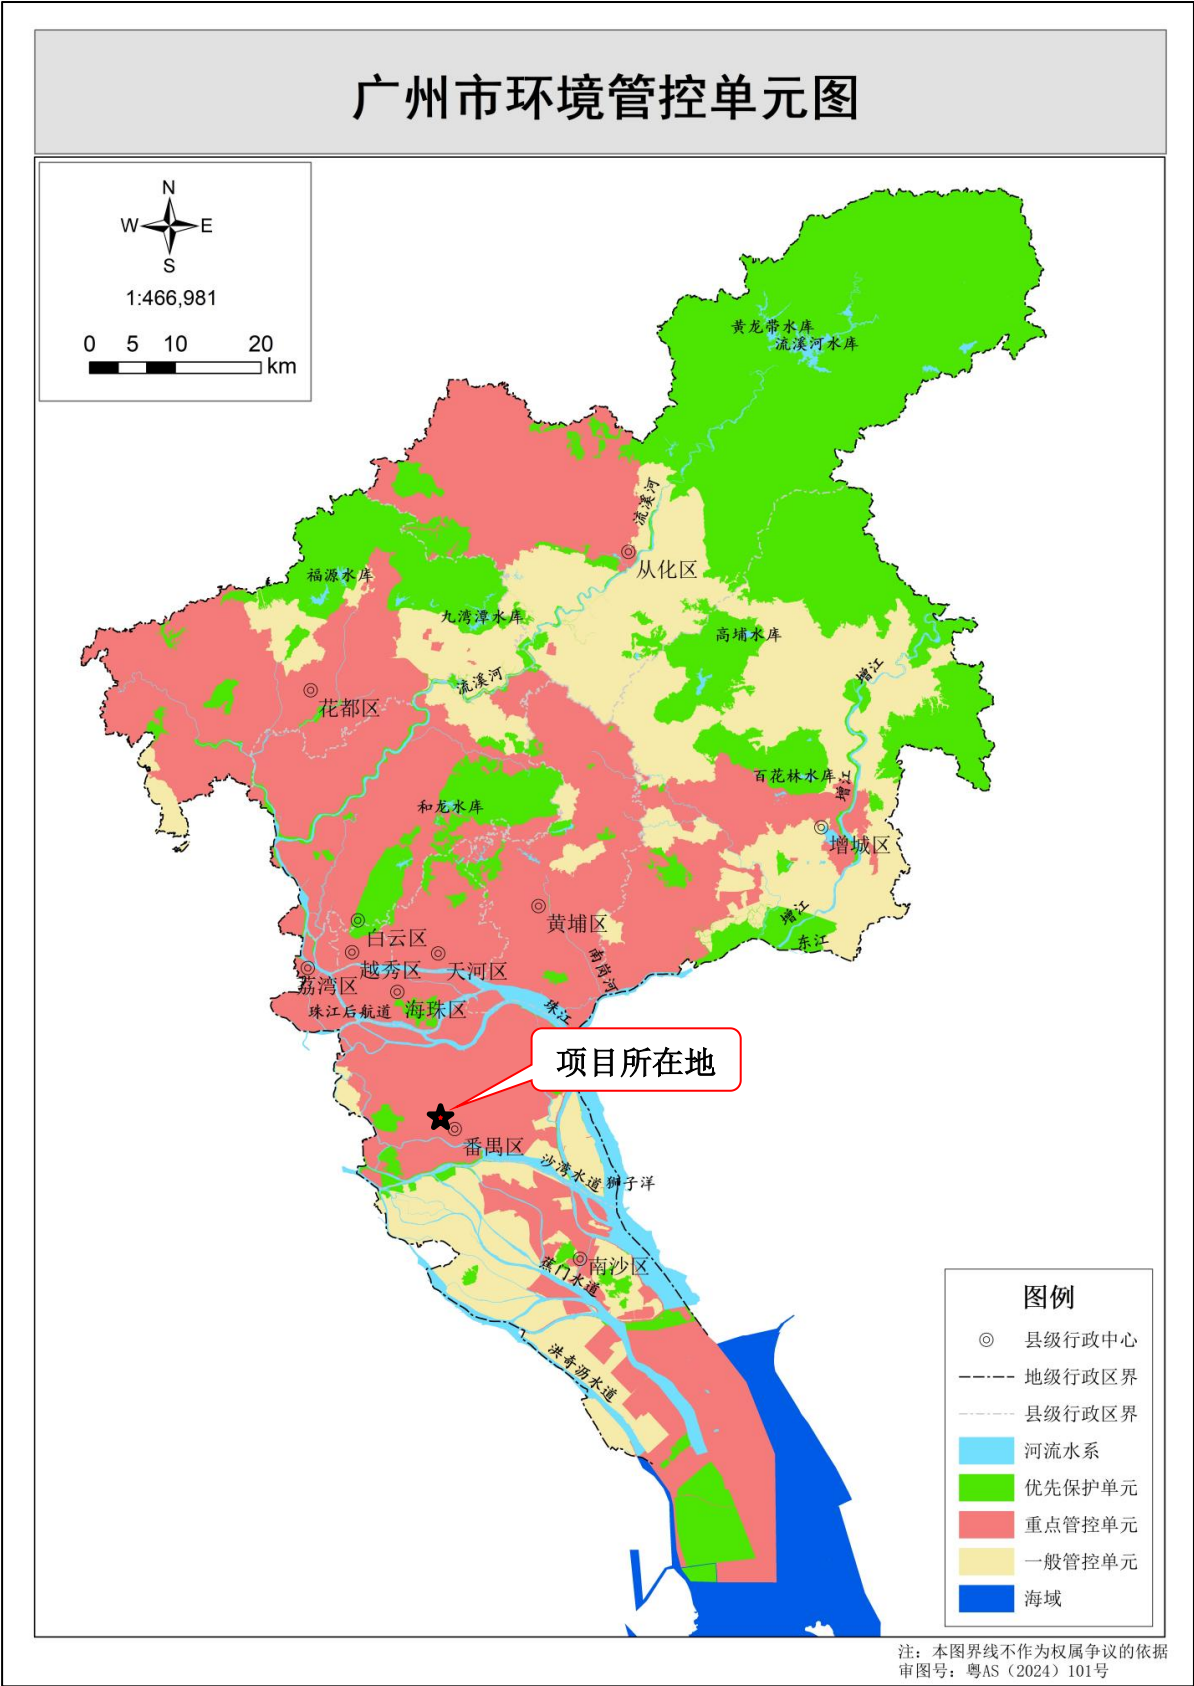 广州市环境管控单元图
N
W E
S
1:466,981
0 5 10 20
km
黄龙带水库
流溪河水库
流溪河
从化区
福源水库
九湾潭水库
高埔水库
流溪河
增江
花都区
百花林水库
增江
和龙水库
增城区
增江
黄埔区
白云区
东江
越秀区
天河区
南岗河
荔湾区
海珠区
珠江后航道
珠江
项目所在地
番禺区
沙湾水道
狮子洋
南沙区
蕉门水道
洪奇沥水道
图例
县级行政中心
地级行政区界
县级行政区界
河流水系
优先保护单元
重点管控单元
一般管控单元
海域
注：本图界线不作为权属争议的依据
审图号：粤AS（2024）101号